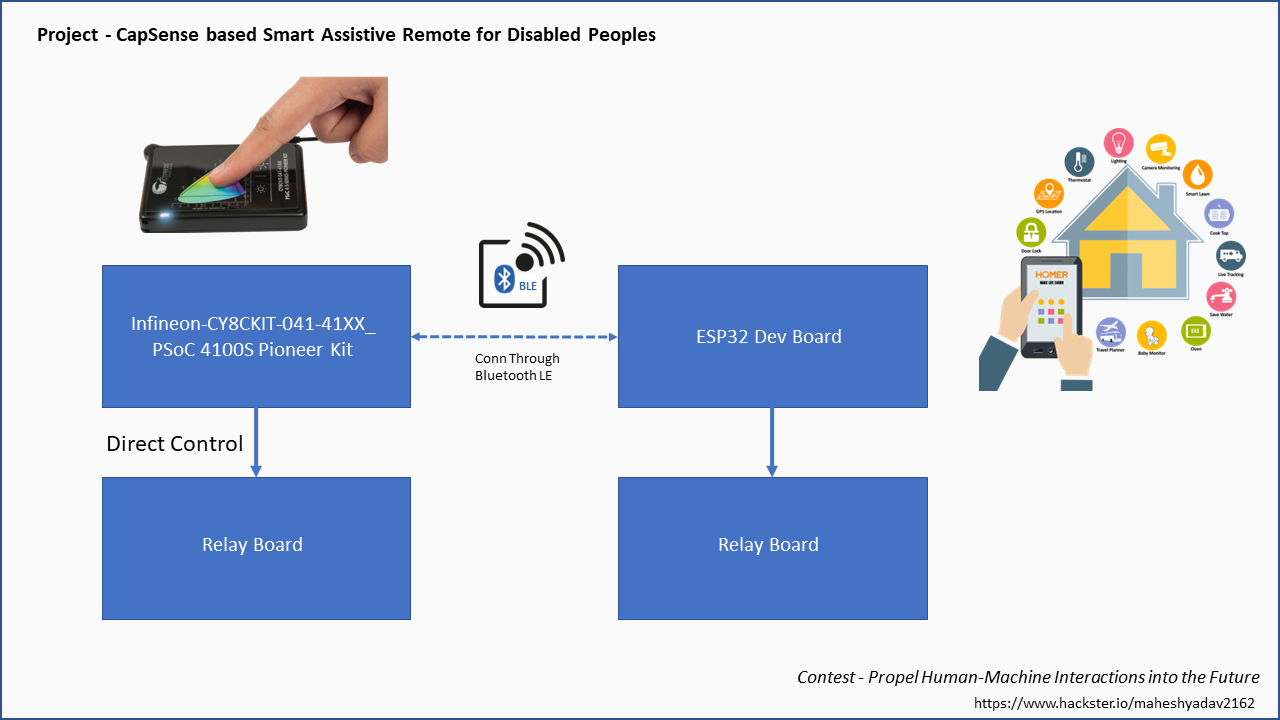 Project - CapSense based Smart Assistive Remote for Disabled Peoples
BLE
Infineon-CY8CKIT-041-41XX_
PSoC 4100S Pioneer Kit
Conn Through
Bluetooth LE
ESP32 Dev Board
Direct Control
Relay Board
Relay Board
Lighting
Camera Monitoring
Thermostat
Smart Lawn
GPS Location
Cook Top
Door Lock
Live Tracking
HOMER
MAKE LIFE EASIER
Save Water
Travel Planner
Baby Monitor
Oven
Contest - Propel Human-Machine Interactions into the Future
https://www.hackster.io/maheshyadav2162